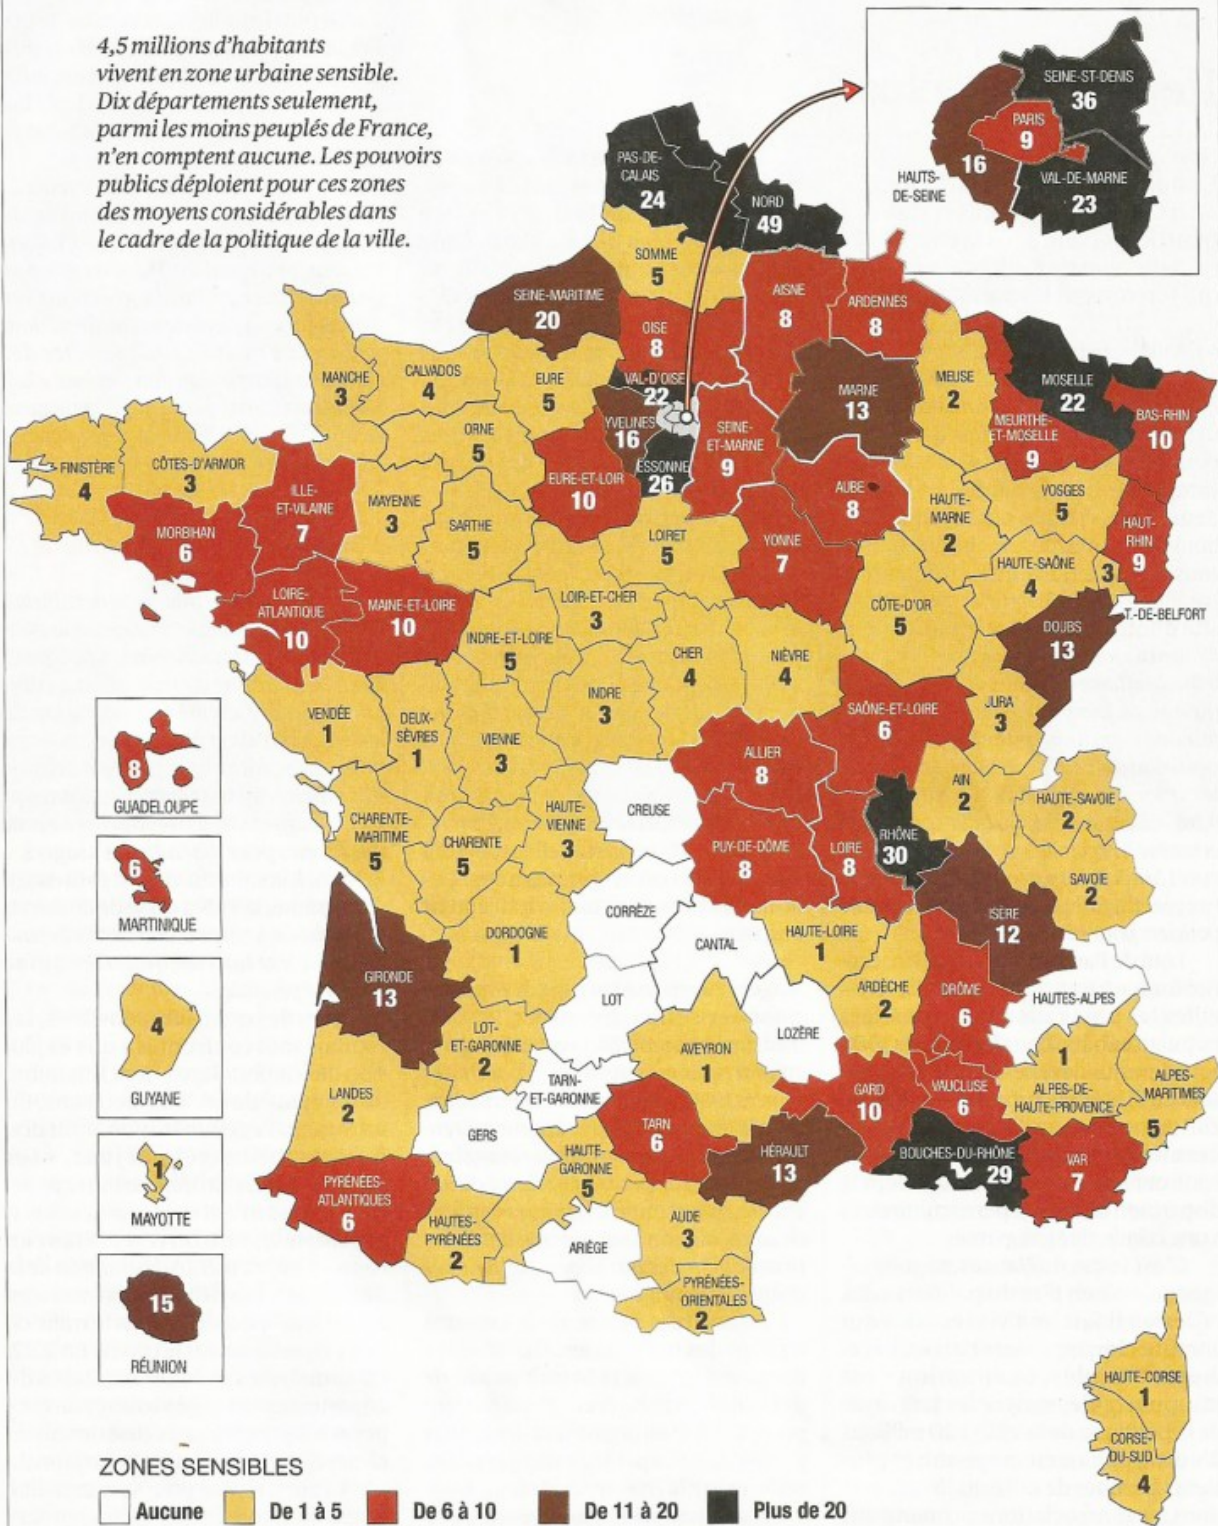 4,5 millions d'habitants
vivent en zone urbaine sensible.
Dix départements seulement,
parmi les moins peuplés de France,
n'en comptent aucune. Les pouvoirs
publics déploient pour ces zones
des moyens considérables dans
le cadre de la politique de la ville.
SEINE-ST-DENIS
36
PARIS
9
16
HAUTS-
DE-SEINE
VAL-DE-MARNE
23
PAS-DE-
CALAIS
24
NORD
49
SOMME
5
SEINE-MARITIME
20
OISE
8
AISNE
8
ARDENNES
8
MANCHE
3
CALVADOS
4
EURE
5
VAL-D'OISE
22
MARNE
13
MEUSE
2
MOSELLE
22
MEURTHE-
ET-MOSELLE
9
BAS-RHIN
10
ORNE
5
YVELINES
16
ESSONNE
26
SEINE-
ET-MARNE
9
FINISTÈRE
4
CÔTES-D'ARMOR
3
ILLE-
ET-VILAINE
7
MAYENNE
3
SARTHE
5
EURE-ET-LOIR
10
AUBE
8
HAUTE-
MARNE
2
VOSGES
5
HAUT-
RHIN
9
MORBIHAN
6
LOIRET
5
YONNE
7
HAUTE-SAÔNE
4
3
T.-DE-BELFORT
LOIRE-
ATLANTIQUE
10
MAINE-ET-LOIRE
10
INDRE-ET-LOIRE
5
LOIR-ET-CHER
3
CÔTE-D'OR
5
DOUBS
13
CHER
4
NIÈVRE
4
INDRE
3
VENDÉE
1
DEUX-
SÈVRES
1
VIENNE
3
SAÔNE-ET-LOIRE
6
JURA
3
ALLIER
8
AIN
2
HAUTE-SAVOIE
2
8
GUADELOUPE
CREUSE
CHARENTE-
MARITIME
5
CHARENTE
5
HAUTE-
VIENNE
3
PUY-DE-DÔME
8
LOIRE
8
RHÔNE
30
SAVOIE
2
6
MARTINIQUE
CORRÈZE
CANTAL
HAUTE-LOIRE
1
ISÈRE
12
DORDOGNE
1
GIRONDE
13
LOT
LOZÈRE
ARDÈCHE
2
DRÔME
6
HAUTES-ALPES
4
GUYANE
LOT-
ET-GARONNE
2
AVEYRON
1
LANDES
2
TARN-
ET-GARONNE
GARD
10
VAUCLUSE
6
1
ALPES-DE-
HAUTE-PROVENCE
ALPES-
MARITIMES
5
GERS
TARN
6
HAUTE-
GARONNE
5
HÉRAULT
13
BOUCHES-DU-RHÔNE
29
VAR
7
1
MAYOTTE
PYRÉNÉES-
ATLANTIQUES
6
HAUTES-
PYRÉNÉES
2
ARIÈGE
AUDE
3
PYRÉNÉES-
ORIENTALES
2
15
RÉUNION
HAUTE-CORSE
1
CORSE-
DU-SUD
4
ZONES SENSIBLES
Aucune
De 1 à 5
De 6 à 10
De 11 à 20
Plus de 20